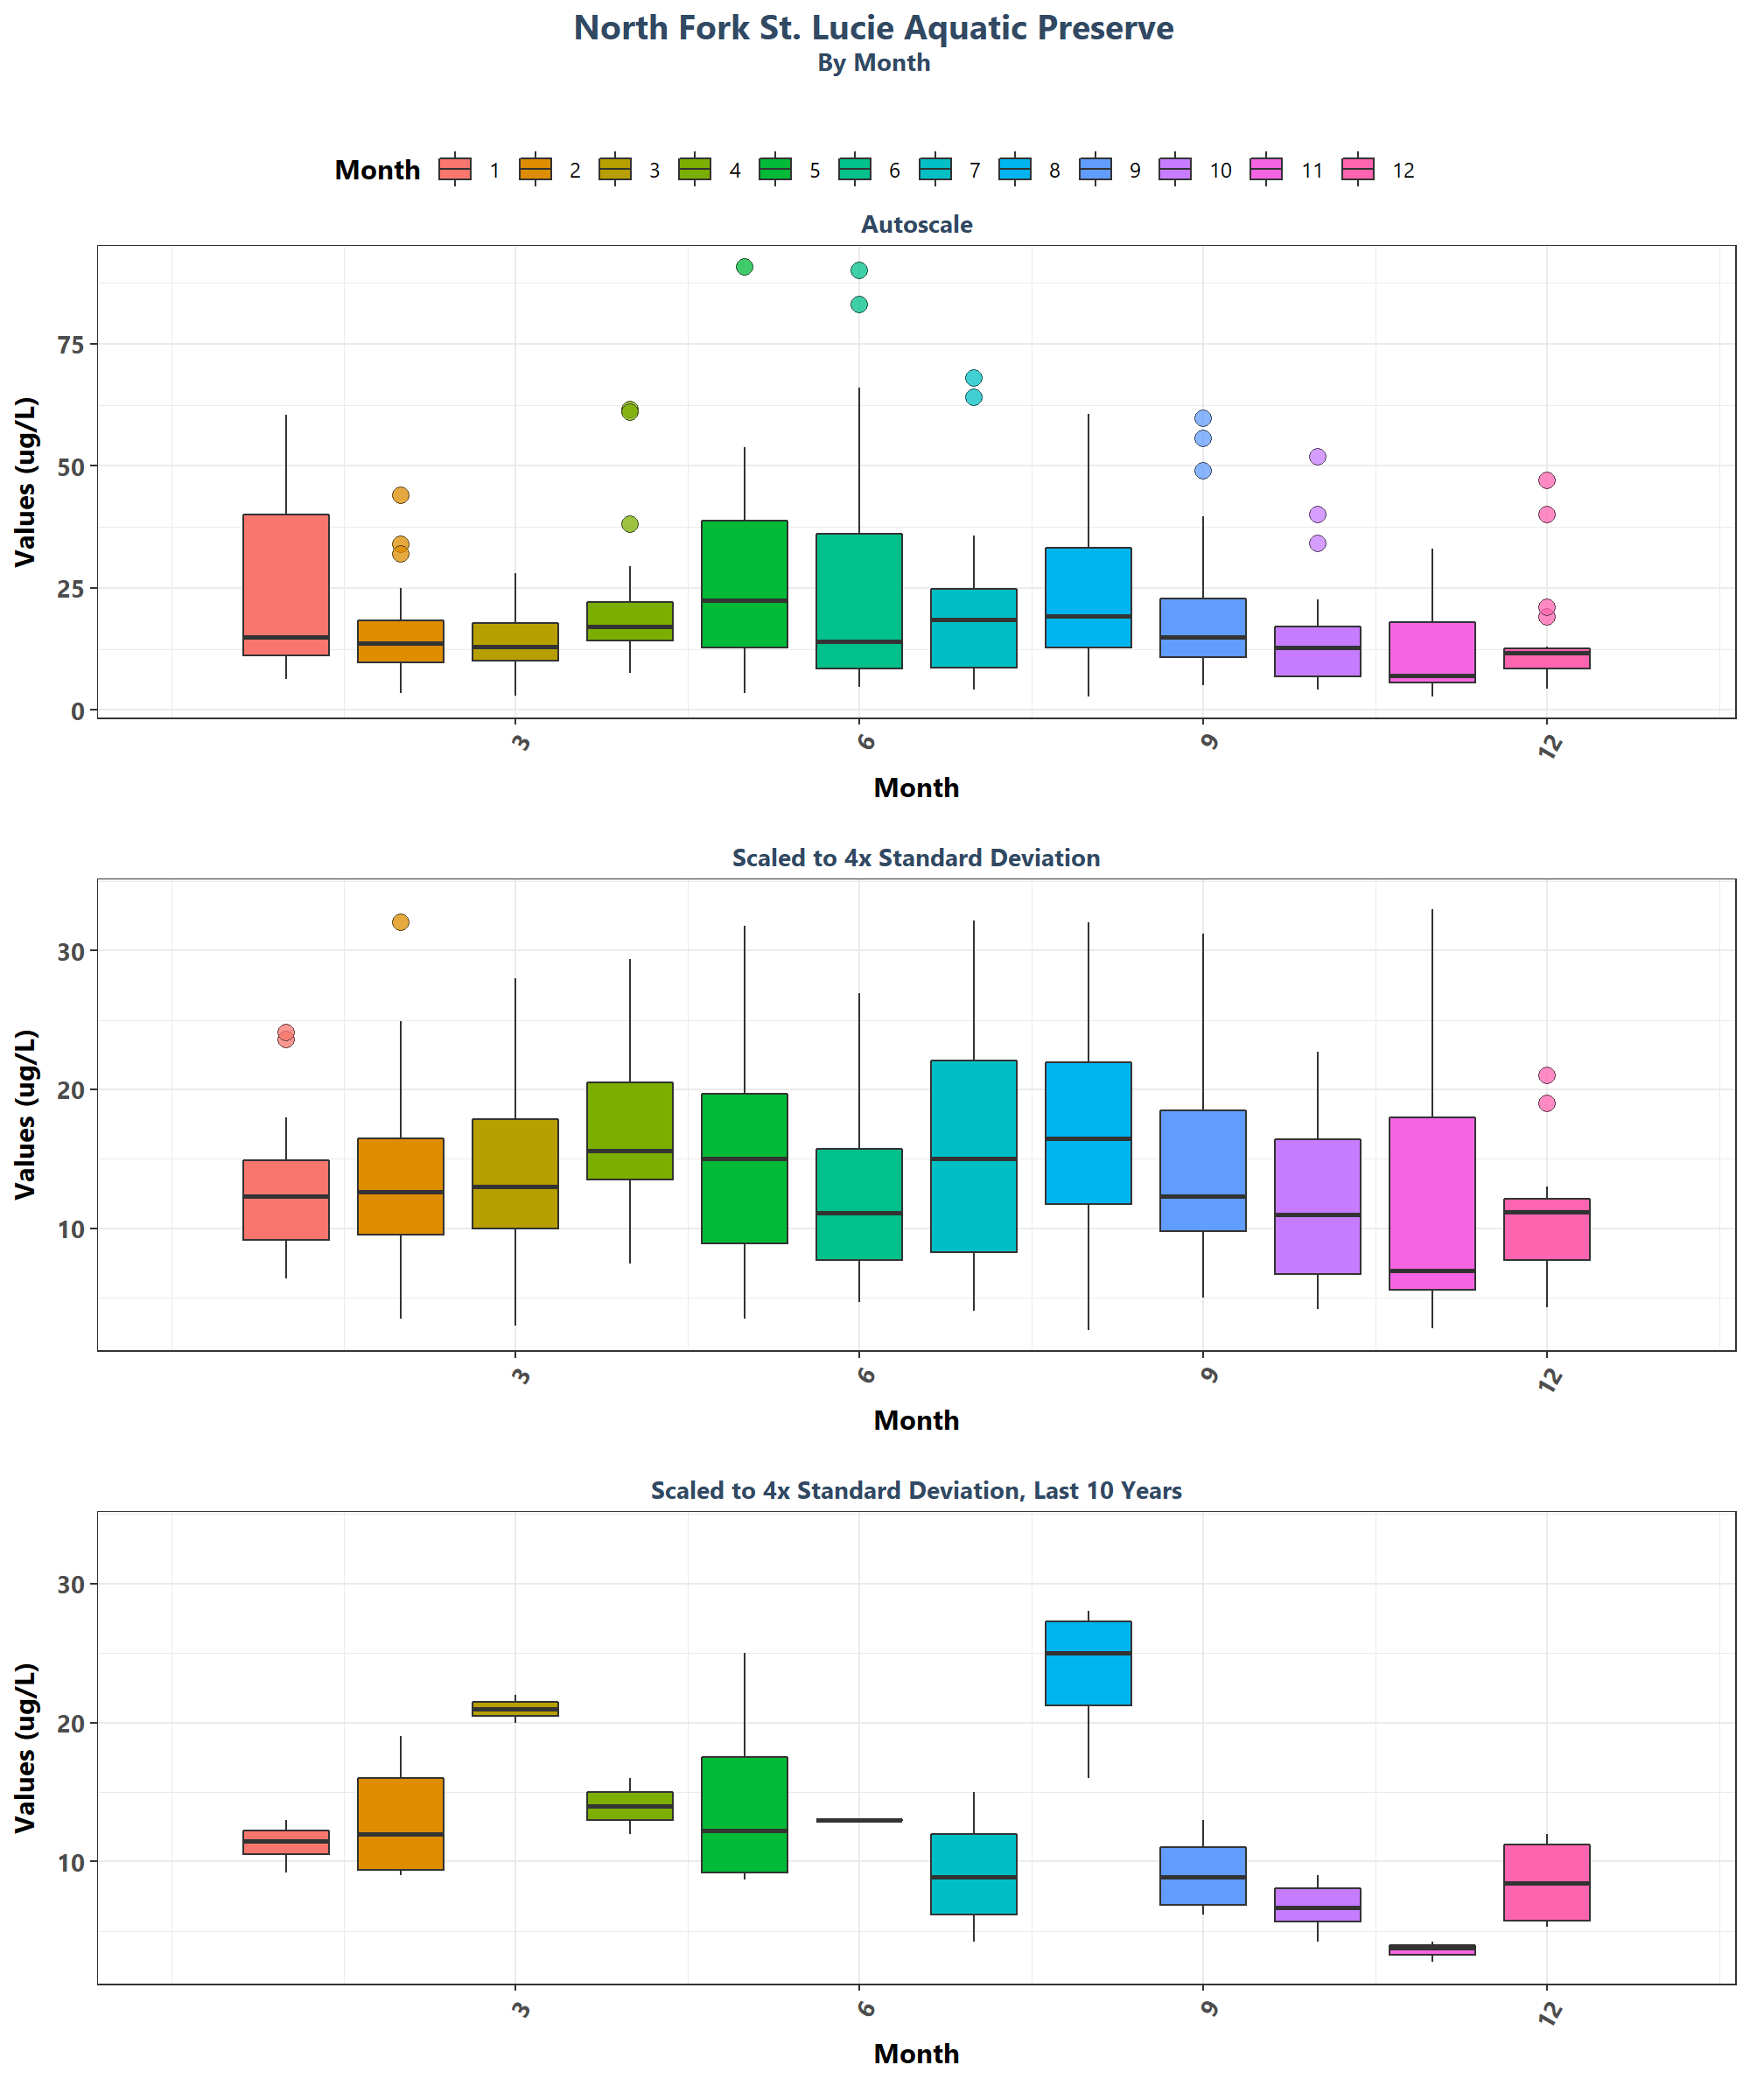 North Fork St. Lucie Aquatic Preserve
By Month
Month 1 2 3 4 5 6 7 8 9 10 11 12
Autoscale
Values (ug/L)
75
50
25
0
3 6 9 12
Month
Scaled to 4x Standard Deviation
Values (ug/L)
30
20
10
3 6 9 12
Month
Scaled to 4x Standard Deviation, Last 10 Years
Values (ug/L)
30
20
10
3 6 9 12
Month